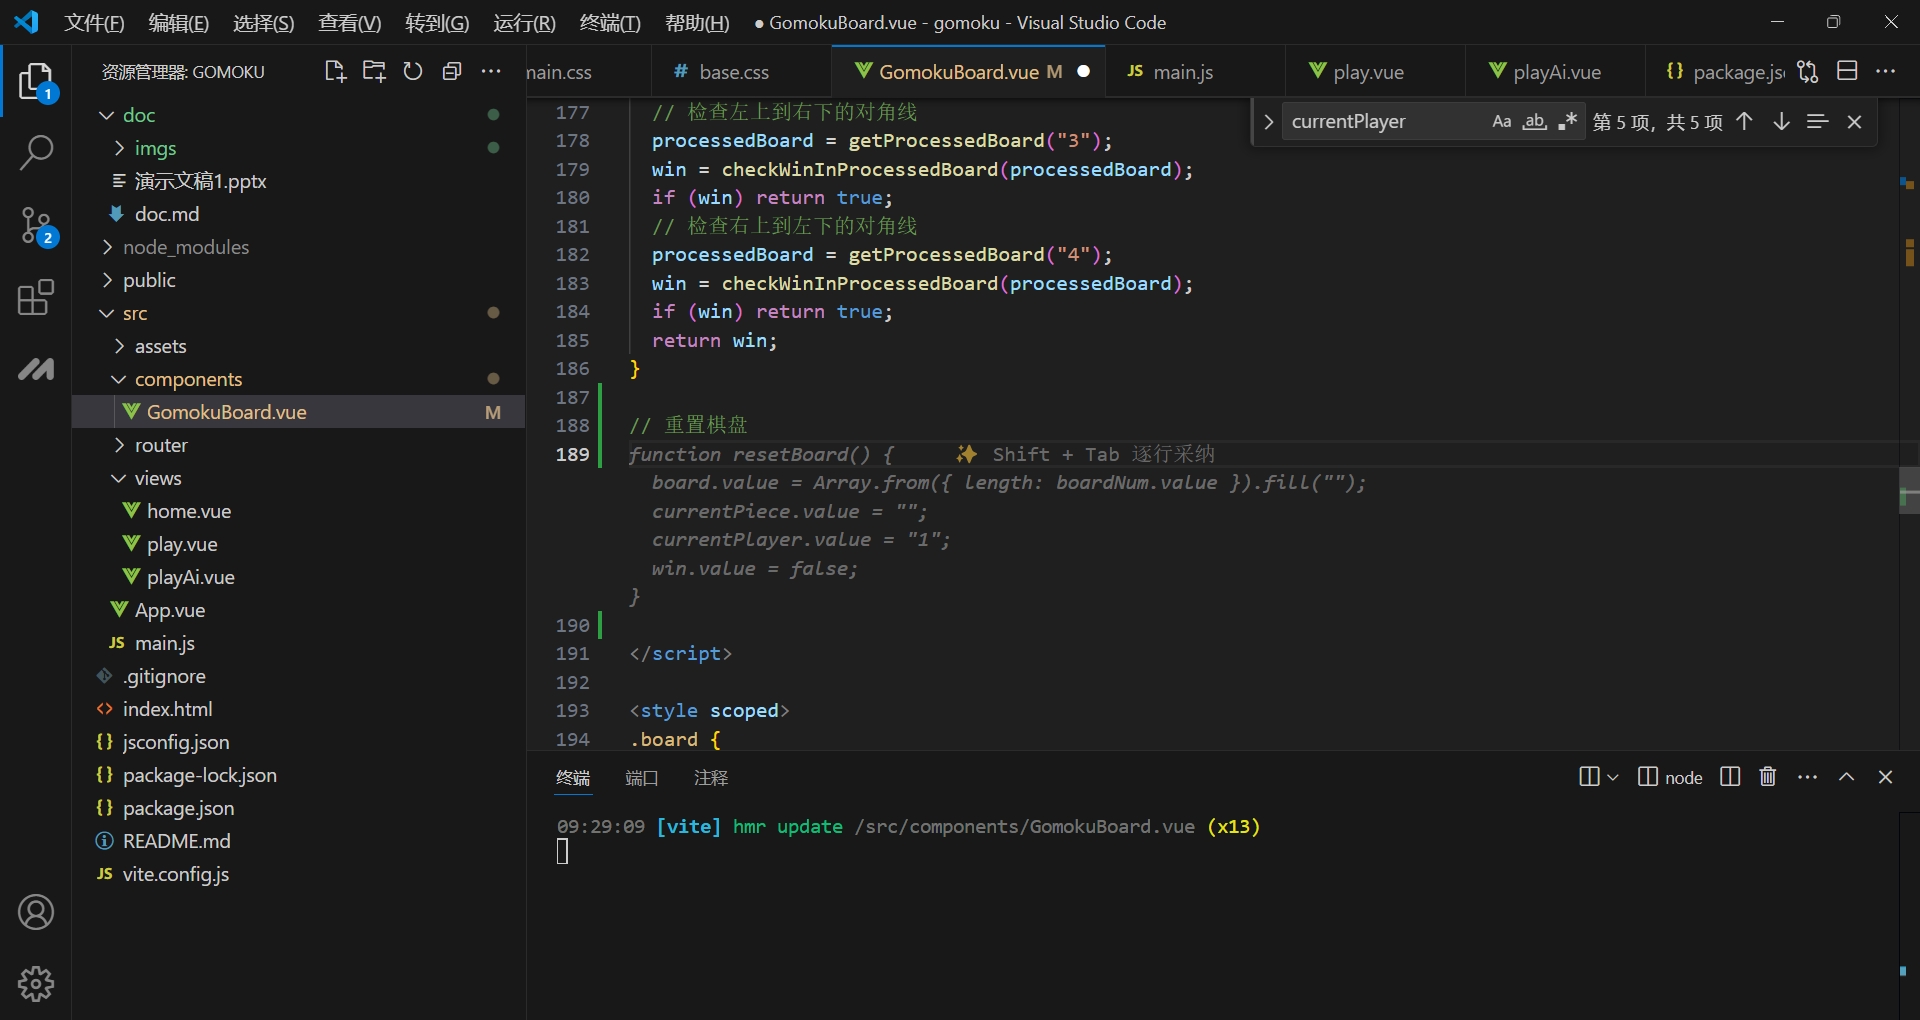 文件(F) 编辑(E) 选择(S) 查看(V) 转到(G) 运行(R) 终端(T) 帮助(H) ● GomokuBoard.vue - gomoku - Visual Studio Code
资源管理器: GOMOKU
main.css # base.css GomokuBoard.vue M JS main.js play.vue playAi.vue {} package.js
1
2
doc
imgs
演示文稿1.pptx
doc.md
node_modules
public
src
assets
components
GomokuBoard.vue M
router
views
home.vue
play.vue
playAi.vue
App.vue
JS main.js
.gitignore
index.html
{} jsconfig.json
{} package-lock.json
{} package.json
README.md
JS vite.config.js
currentPlayer Aa ab .* 第 5 项, 共 5 项
177 // 检查左上到右下的对角线
178 processedBoard = getProcessedBoard("3");
179 win = checkWinInProcessedBoard(processedBoard);
180 if (win) return true;
181 // 检查右上到左下的对角线
182 processedBoard = getProcessedBoard("4");
183 win = checkWinInProcessedBoard(processedBoard);
184 if (win) return true;
185 return win;
186 }
187
188 // 重置棋盘
189 function resetBoard() { Shift + Tab 逐行采纳
board.value = Array.from({ length: boardNum.value }).fill("");
currentPiece.value = "";
currentPlayer.value = "1";
win.value = false;
}
190
191 </script>
192
193 <style scoped>
194 .board {
终端 端口 注释 node
09:29:09 [vite] hmr update /src/components/GomokuBoard.vue (x13)